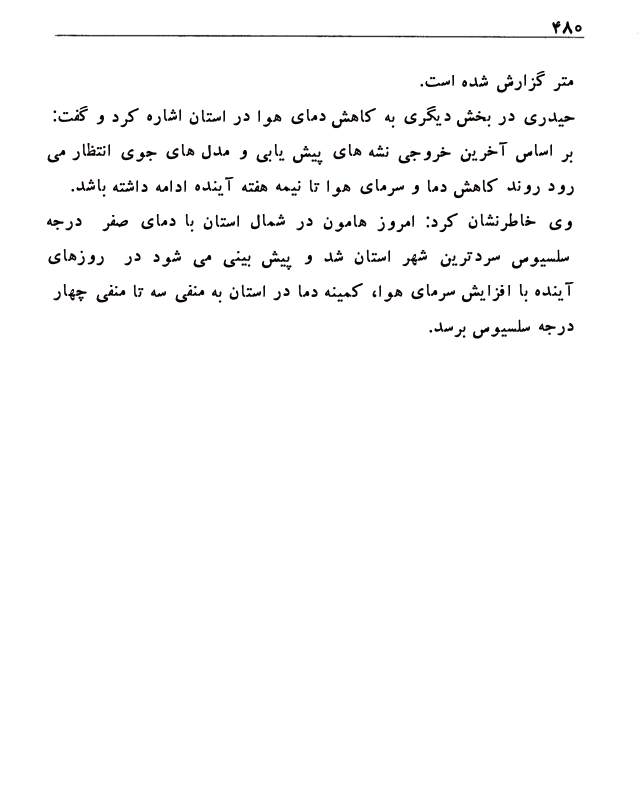 ۴۸۰
متر گزارش شده است.
حیدری در بخش دیگری به کاهش دمای هوا در استان اشاره کرد و گفت:
بر اساس آخرین خروجی نشه های پیش یابی و مدل های جوی انتظار می
رود روند کاهش دما و سرمای هوا تا نیمه هفته آینده ادامه داشته باشد.
وی خاطرنشان کرد: امروز هامون در شمال استان با دمای صفر درجه
سلسیوس سردترین شهر استان شد و پیش بینی می شود در روزهای
آینده با افزایش سرمای هوا، کمینه دما در استان به منفی سه تا منفی چهار
درجه سلسیوس برسد.